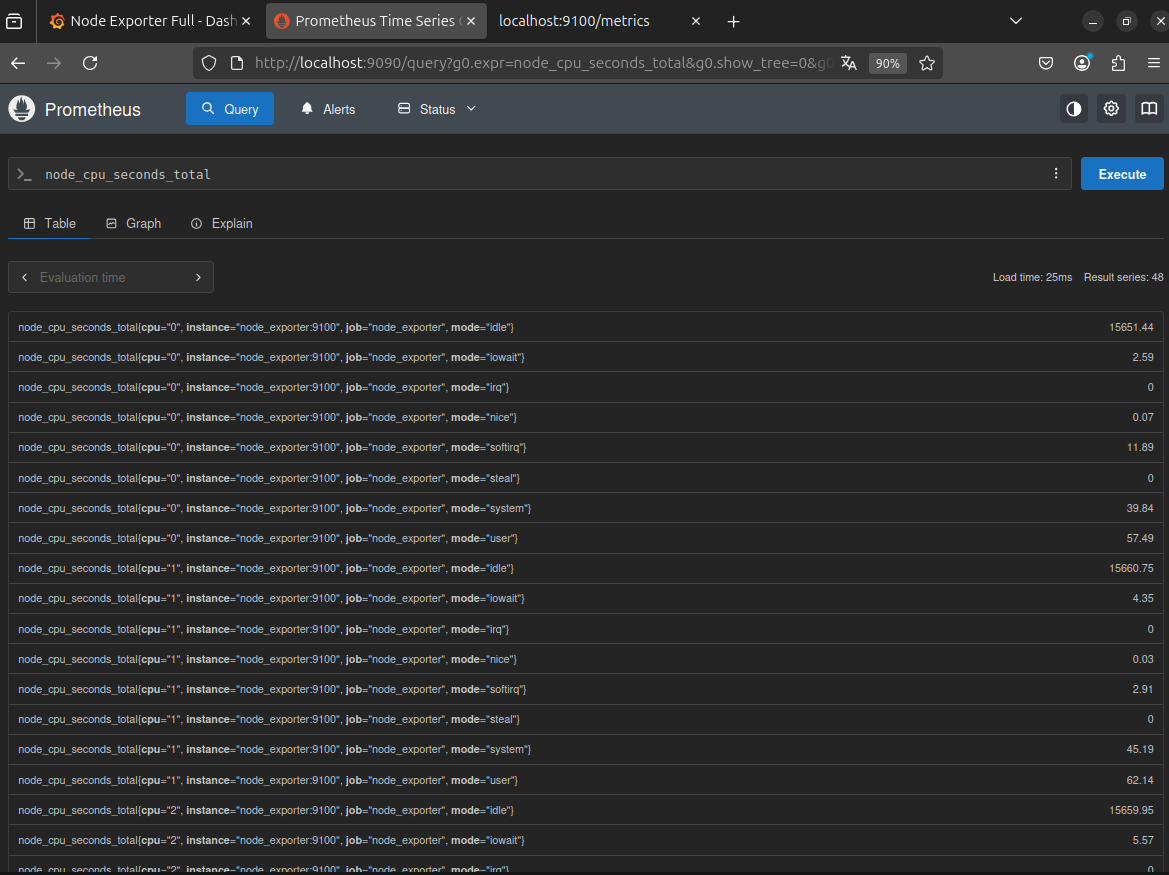 Node Exporter Full - Dash
Prometheus Time Series
localhost:9100/metrics
http://localhost:9090/query?g0.expr=node_cpu_seconds_total&g0.show_tree=0&g0
90%
Prometheus
Query
Alerts
Status
node_cpu_seconds_total
Execute
Table
Graph
Explain
Evaluation time
Load time: 25ms Result series: 48
node_cpu_seconds_total{cpu="0", instance="node_exporter:9100", job="node_exporter", mode="idle"} 15651.44
node_cpu_seconds_total{cpu="0", instance="node_exporter:9100", job="node_exporter", mode="iowait"} 2.59
node_cpu_seconds_total{cpu="0", instance="node_exporter:9100", job="node_exporter", mode="irq"} 0
node_cpu_seconds_total{cpu="0", instance="node_exporter:9100", job="node_exporter", mode="nice"} 0.07
node_cpu_seconds_total{cpu="0", instance="node_exporter:9100", job="node_exporter", mode="softirq"} 11.89
node_cpu_seconds_total{cpu="0", instance="node_exporter:9100", job="node_exporter", mode="steal"} 0
node_cpu_seconds_total{cpu="0", instance="node_exporter:9100", job="node_exporter", mode="system"} 39.84
node_cpu_seconds_total{cpu="0", instance="node_exporter:9100", job="node_exporter", mode="user"} 57.49
node_cpu_seconds_total{cpu="1", instance="node_exporter:9100", job="node_exporter", mode="idle"} 15660.75
node_cpu_seconds_total{cpu="1", instance="node_exporter:9100", job="node_exporter", mode="iowait"} 4.35
node_cpu_seconds_total{cpu="1", instance="node_exporter:9100", job="node_exporter", mode="irq"} 0
node_cpu_seconds_total{cpu="1", instance="node_exporter:9100", job="node_exporter", mode="nice"} 0.03
node_cpu_seconds_total{cpu="1", instance="node_exporter:9100", job="node_exporter", mode="softirq"} 2.91
node_cpu_seconds_total{cpu="1", instance="node_exporter:9100", job="node_exporter", mode="steal"} 0
node_cpu_seconds_total{cpu="1", instance="node_exporter:9100", job="node_exporter", mode="system"} 45.19
node_cpu_seconds_total{cpu="1", instance="node_exporter:9100", job="node_exporter", mode="user"} 62.14
node_cpu_seconds_total{cpu="2", instance="node_exporter:9100", job="node_exporter", mode="idle"} 15659.95
node_cpu_seconds_total{cpu="2", instance="node_exporter:9100", job="node_exporter", mode="iowait"} 5.57
node_cpu_seconds_total{cpu="2", instance="node_exporter:9100", job="node_exporter", mode="irq"} 0